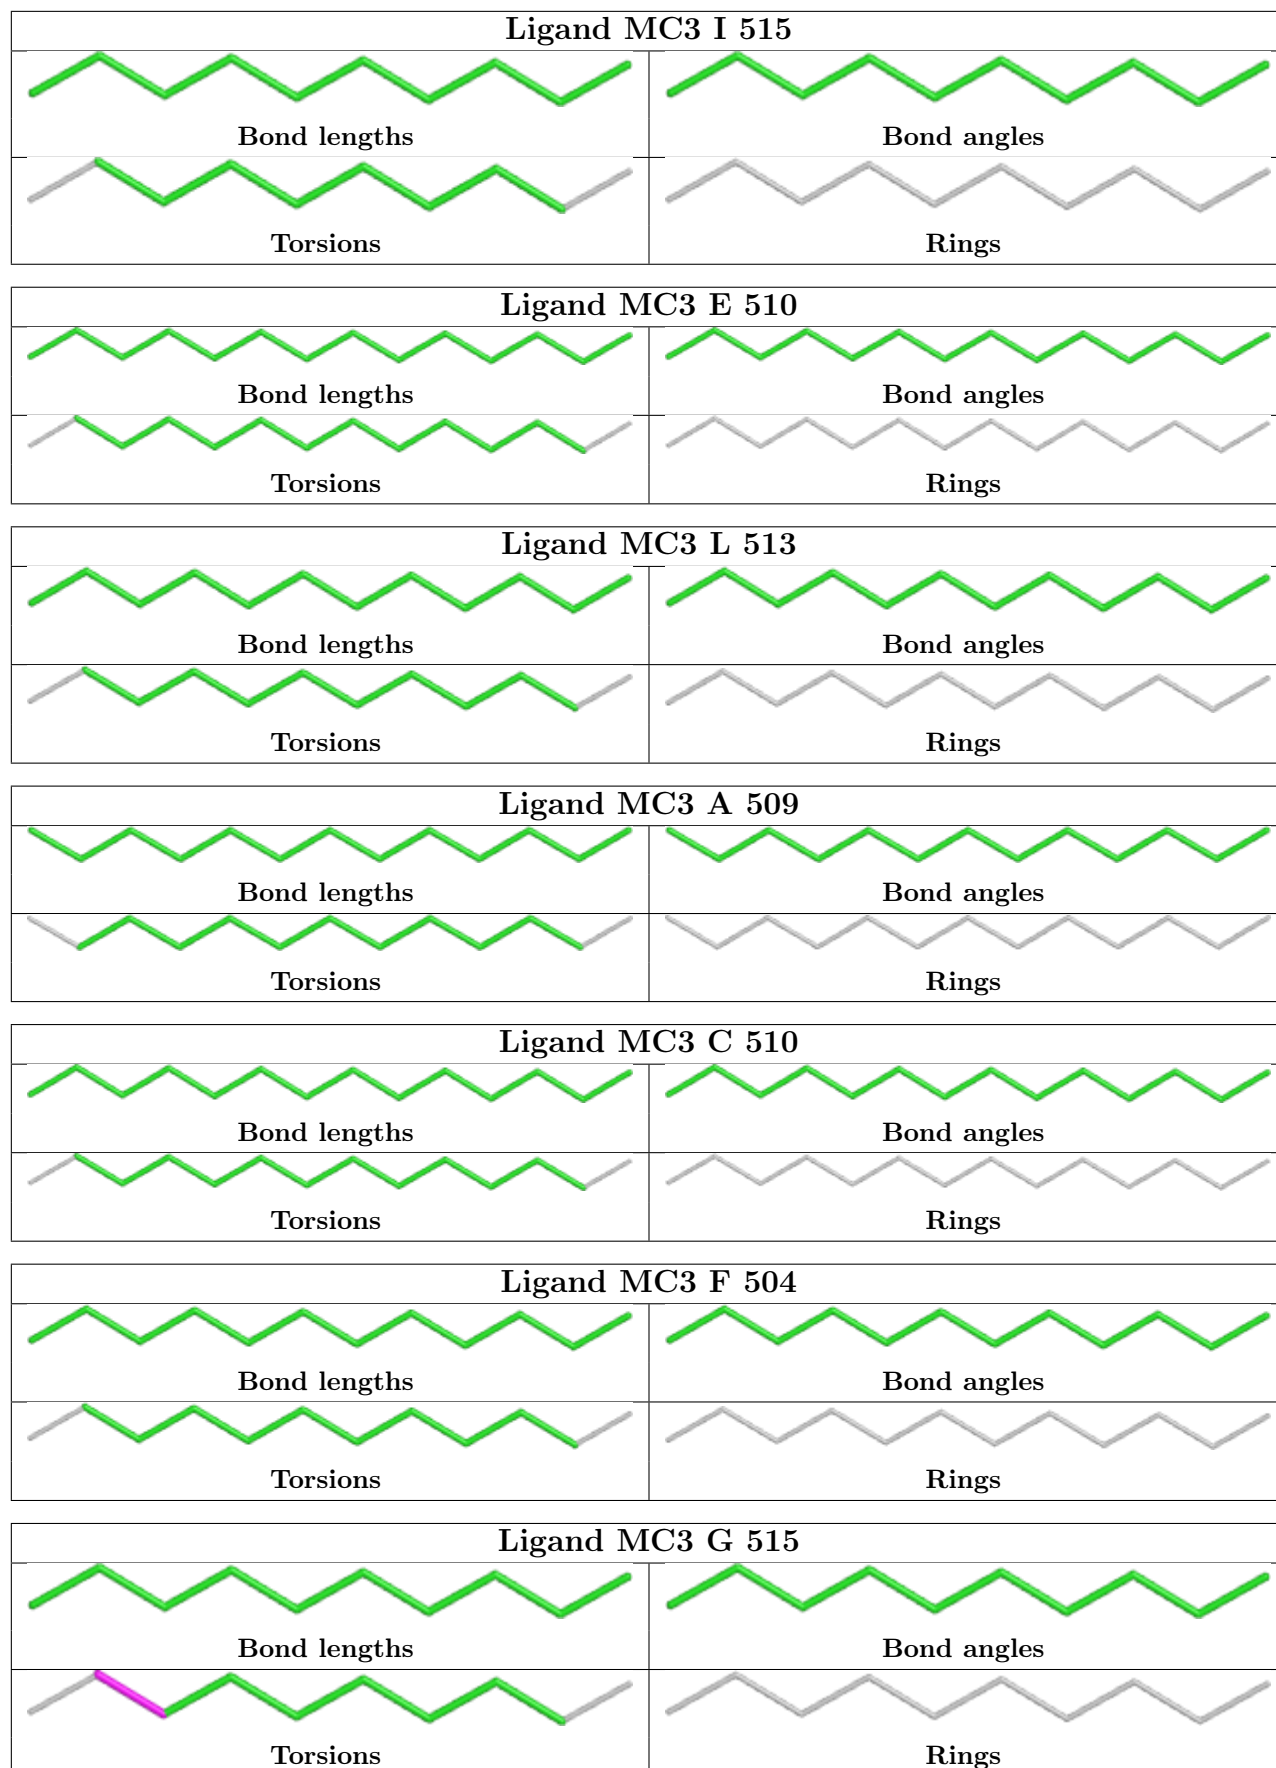 Ligand MC3 I 515
Bond lengths Bond angles
Torsions Rings
Ligand MC3 E 510
Bond lengths Bond angles
Torsions Rings
Ligand MC3 L 513
Bond lengths Bond angles
Torsions Rings
Ligand MC3 A 509
Bond lengths Bond angles
Torsions Rings
Ligand MC3 C 510
Bond lengths Bond angles
Torsions Rings
Ligand MC3 F 504
Bond lengths Bond angles
Torsions Rings
Ligand MC3 G 515
Bond lengths Bond angles
Torsions Rings